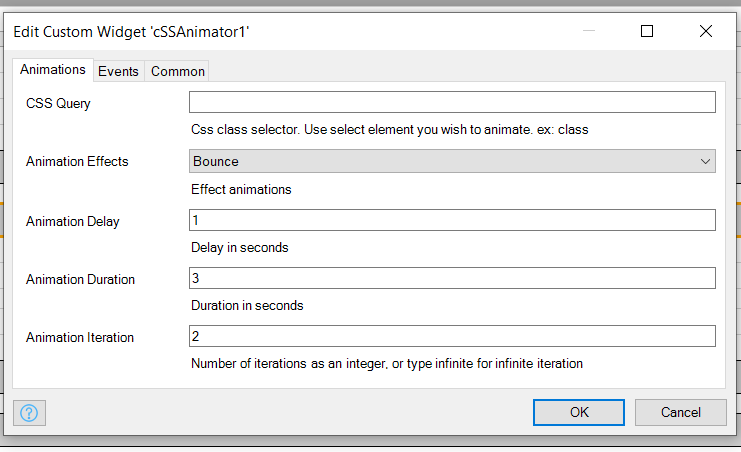 Edit Custom Widget 'cSSAnimator1'
Animations Events Common
CSS Query
Css class selector. Use select element you wish to animate. ex: class
Animation Effects Bounce
Effect animations
Animation Delay 1
Delay in seconds
Animation Duration 3
Duration in seconds
Animation Iteration 2
Number of iterations as an integer, or type infinite for infinite iteration
? OK Cancel